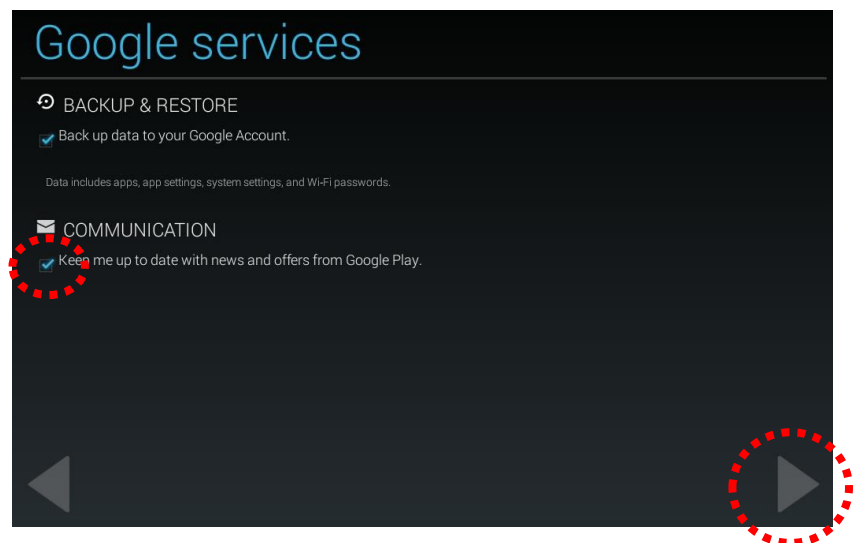 Google services
BACKUP & RESTORE
Back up data to your Google Account.
Data includes apps, app settings, system settings, and Wi-Fi passwords.
COMMUNICATION
Keep me up to date with news and offers from Google Play.